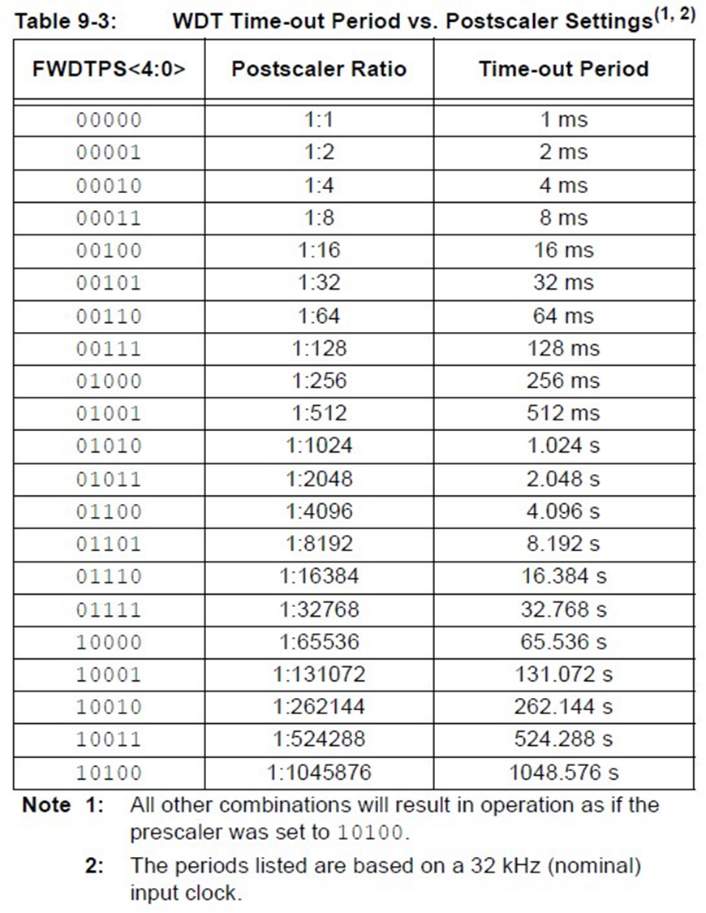 Table 9-3: WDT Time-out Period vs. Postscaler Settings(1, 2)
FWDTPS<4:0> Postscaler Ratio Time-out Period
00000 1:1 1 ms
00001 1:2 2 ms
00010 1:4 4 ms
00011 1:8 8 ms
00100 1:16 16 ms
00101 1:32 32 ms
00110 1:64 64 ms
00111 1:128 128 ms
01000 1:256 256 ms
01001 1:512 512 ms
01010 1:1024 1.024 s
01011 1:2048 2.048 s
01100 1:4096 4.096 s
01101 1:8192 8.192 s
01110 1:16384 16.384 s
01111 1:32768 32.768 s
10000 1:65536 65.536 s
10001 1:131072 131.072 s
10010 1:262144 262.144 s
10011 1:524288 524.288 s
10100 1:1045876 1048.576 s
Note 1: All other combinations will result in operation as if the
prescaler was set to 10100.
2: The periods listed are based on a 32 kHz (nominal)
input clock.